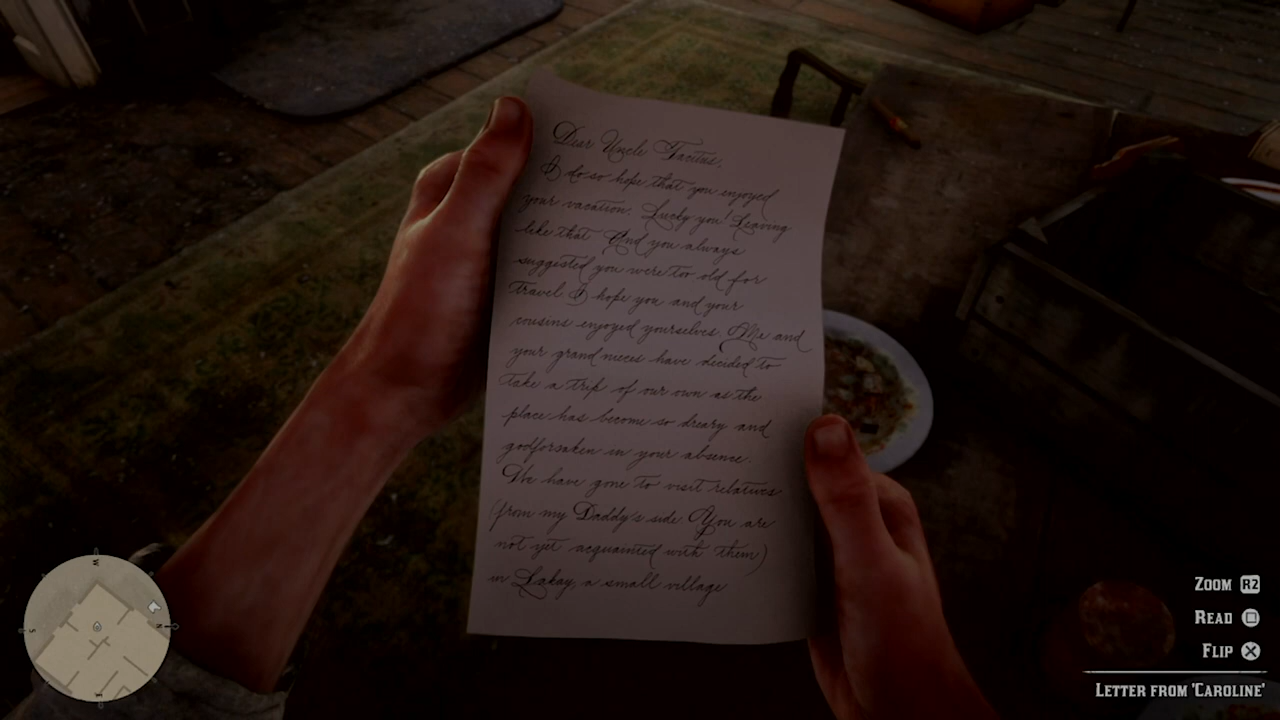 Dear Uncle Tacitus,
I do so hope that you enjoyed
your vacation. Lucky you! Leaving
like that. And you always
suggested you were too old for
travel. I hope you and your
cousins enjoyed yourselves. Me and
your grand nieces have decided to
take a trip of our own as the
place has become so dreary and
godforsaken in your absence.
We have gone to visit relatives
(from my Daddy's side. You are
not yet acquainted with them)
in Lakay, a small village
W
S
N
ZOOM R2
READ
FLIP
LETTER FROM 'CAROLINE'